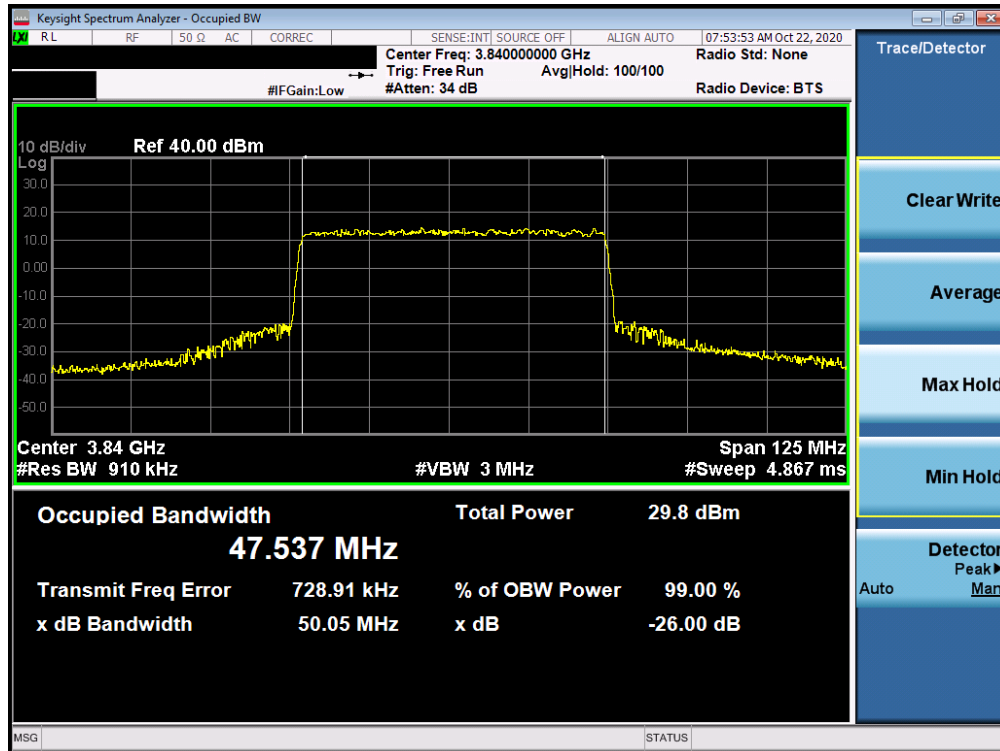 Keysight Spectrum Analyzer - Occupied BW
LXI RL RF 50 Ω AC CORREC SENSE:INT SOURCE OFF ALIGN AUTO 07:53:53 AM Oct 22, 2020
Center Freq: 3.840000000 GHz Radio Std: None
Trig: Free Run Avg|Hold: 100/100
#IFGain:Low #Atten: 34 dB Radio Device: BTS
Trace/Detector
10 dB/div Ref 40.00 dBm
Log
30.0
20.0
10.0
0.00
-10.0
-20.0
-30.0
-40.0
-50.0
Center 3.84 GHz Span 125 MHz
#Res BW 910 kHz #VBW 3 MHz #Sweep 4.867 ms
Occupied Bandwidth Total Power 29.8 dBm
47.537 MHz
Transmit Freq Error 728.91 kHz % of OBW Power 99.00 %
x dB Bandwidth 50.05 MHz x dB -26.00 dB
Clear Write
Average
Max Hold
Min Hold
Detector
Peak▶
Auto Man
MSG STATUS